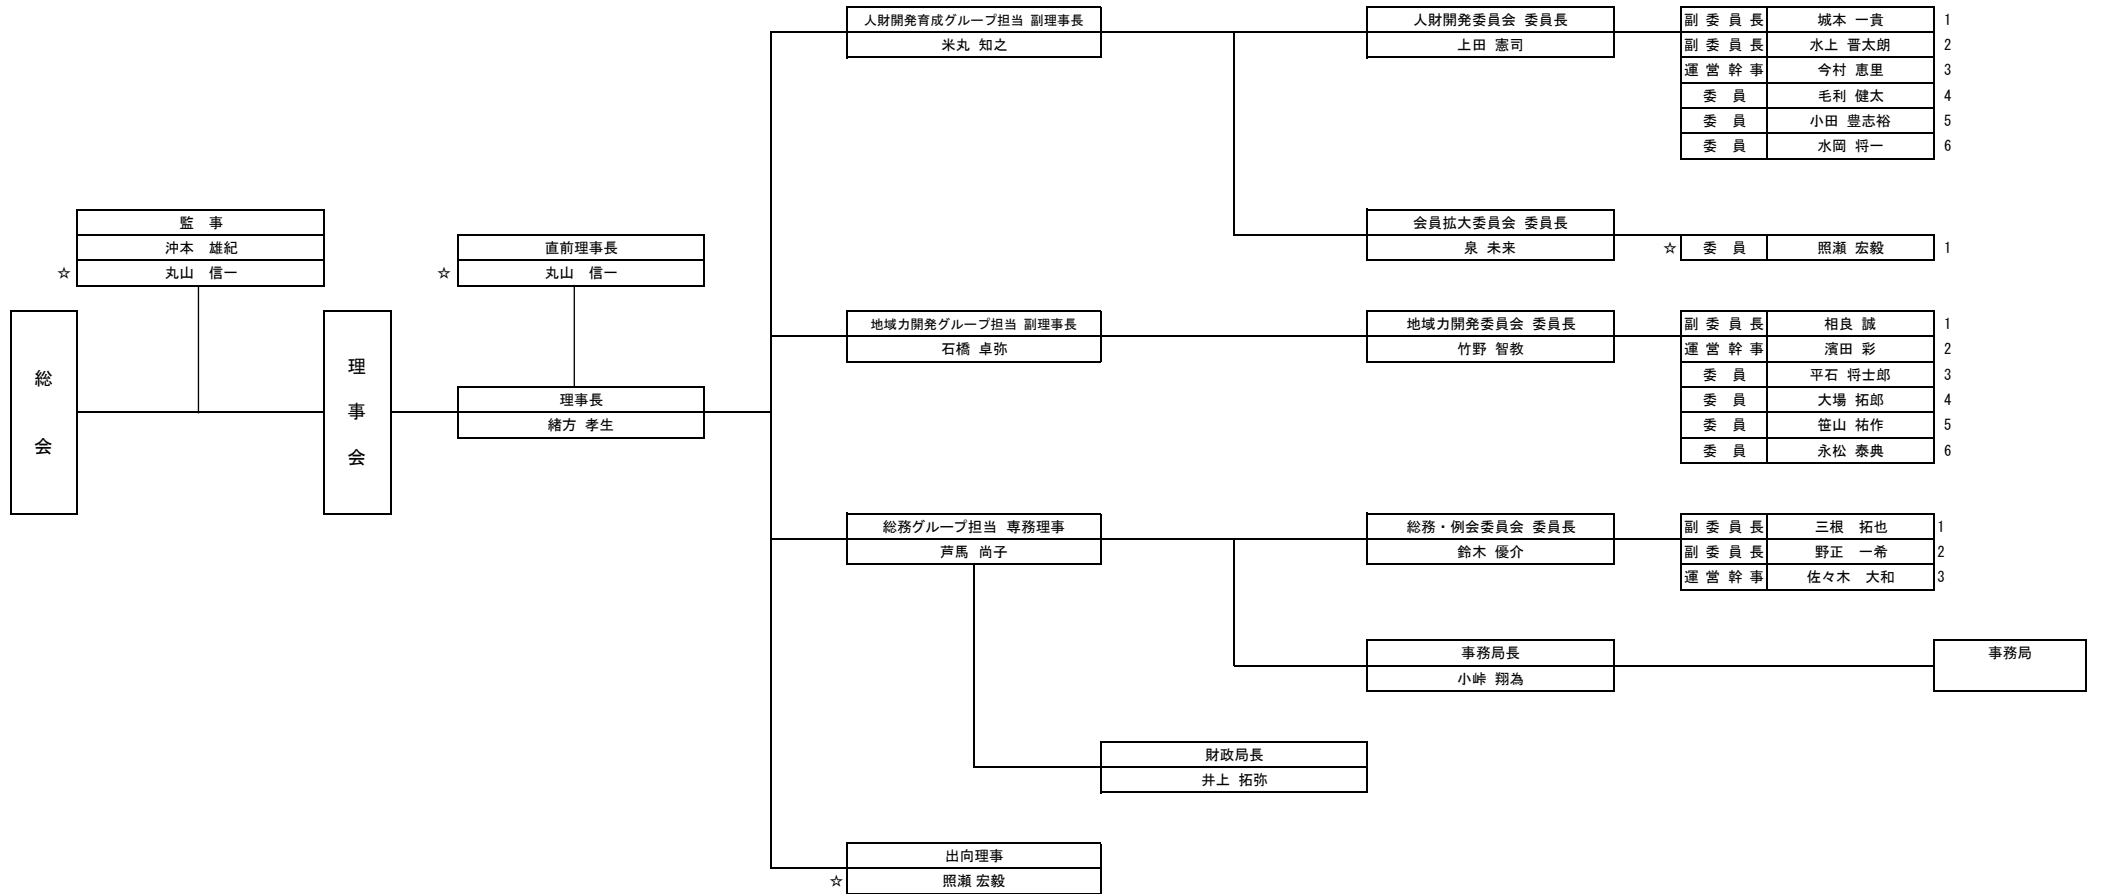 人財開発育成グループ担当 副理事長
米丸 知之
人財開発委員会 委員長
上田 憲司
副 委 員 長 城本 一貴 1
副 委 員 長 水上 晋太朗 2
運 営 幹 事 今村 恵里 3
委 員 毛利 健太 4
委 員 小田 豊志裕 5
委 員 水岡 将一 6
監 事
沖本 雄紀
☆ 丸山 信一
直前理事長
☆ 丸山 信一
会員拡大委員会 委員長
泉 未来
☆ 委 員 照瀬 宏毅 1
総会
理事会
理事長
緒方 孝生
地域力開発グループ担当 副理事長
石橋 卓弥
地域力開発委員会 委員長
竹野 智教
副 委 員 長 相良 誠 1
運 営 幹 事 濱田 彩 2
委 員 平石 将士郎 3
委 員 大場 拓郎 4
委 員 笹山 祐作 5
委 員 永松 泰典 6
総務グループ担当 専務理事
芦馬 尚子
総務・例会委員会 委員長
鈴木 優介
副 委 員 長 三根 拓也 1
副 委 員 長 野正 一希 2
運 営 幹 事 佐々木 大和 3
事務局長
小峠 翔為
事務局
財政局長
井上 拓弥
出向理事
☆ 照瀬 宏毅